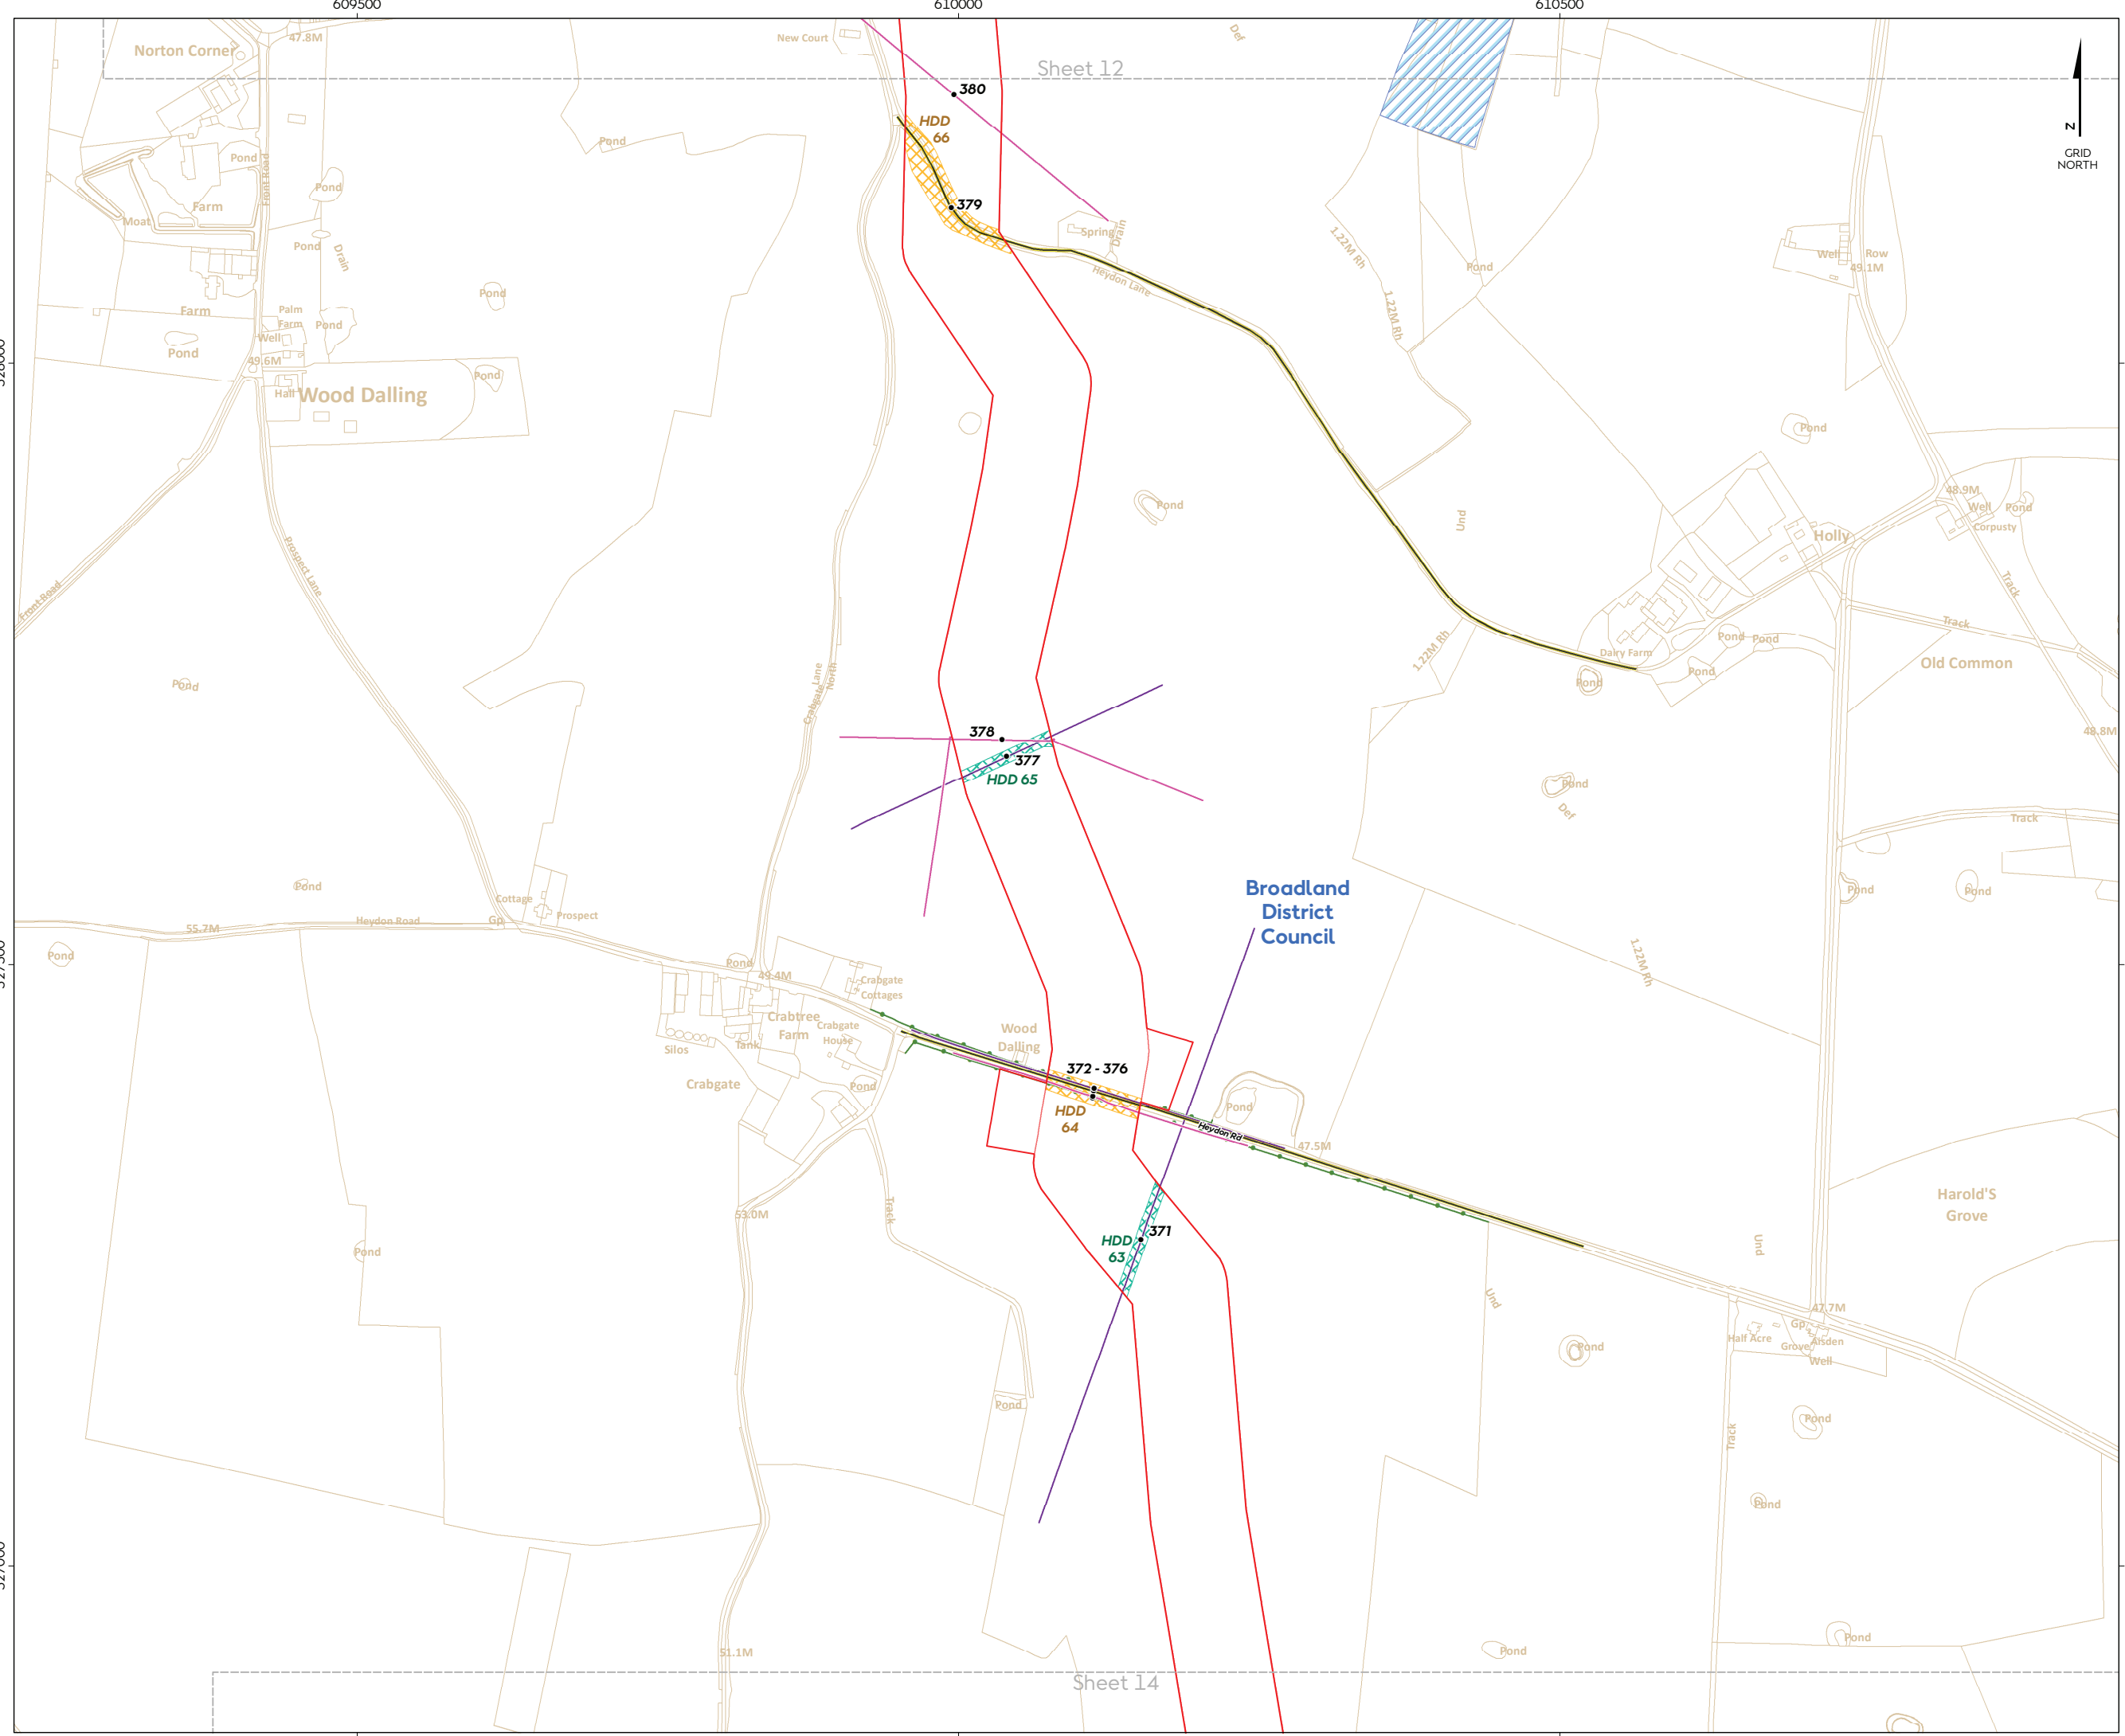 609500
610000
610500
Norton Corner
47.8M
New Court
Def
Sheet 12
380
N
GRID
NORTH
HDD
66
Pond
Pond
Front Road
Pond
Farm
379
Moat
Pond
Drain
Spring
Drain
1.22M Rh
Well
Row
49.1M
Pond
Heydon Lane
Pond
1.22M Rh
Farm
Palm
Farm
Pond
Well
Pond
49.6M
Pond
Hall
Wood Dalling
Pond
Pond
48.9M
Well
Pond
Corpusty
Und
Holly
Prospect Lane
Front Road
Track
Track
1.22M Rh
Pond
Pond
Dairy Farm
Pond
Old Common
Crabgate Lane
North
Pond
Pond
378
48.8M
377
HDD 65
Pond
Def
Track
Broadland
District
Council
Pond
Pond
Pond
Cottage
Prospect
Gp
Heydon Road
55.7M
1.22M Rh
Pond
Pond
49.4M
Crabgate
Cottages
Crabtree
Farm
Crabgate
House
Wood
Dalling
Silos
Tank
372 - 376
Crabgate
Pond
HDD
64
Pond
Heydon Rd
47.5M
Harold'S
Grove
53.0M
Track
371
HDD
63
Und
Pond
Und
47.7M
Gp
Half Acre
Alsden
Grove
Well
Pond
Pond
Pond
Track
Pond
Pond
Pond
51.1M
Sheet 14